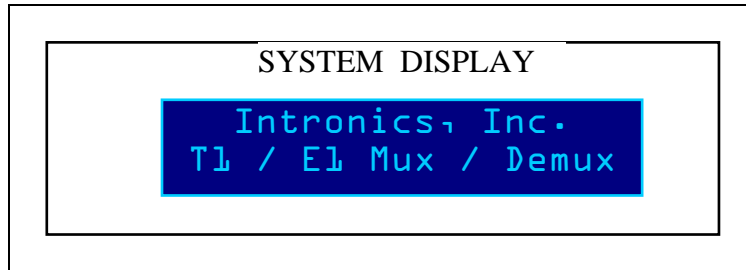 SYSTEM DISPLAY
Intronics, Inc.
T1 / E1 Mux / Demux